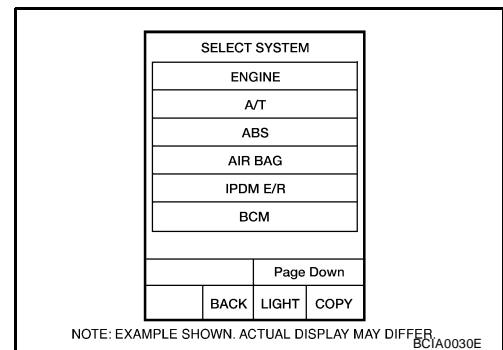 SELECT SYSTEM
ENGINE
A/T
ABS
AIR BAG
IPDM E/R
BCM
Page Down
BACK LIGHT COPY
NOTE: EXAMPLE SHOWN. ACTUAL DISPLAY MAY DIFFER.
BCIA0030E